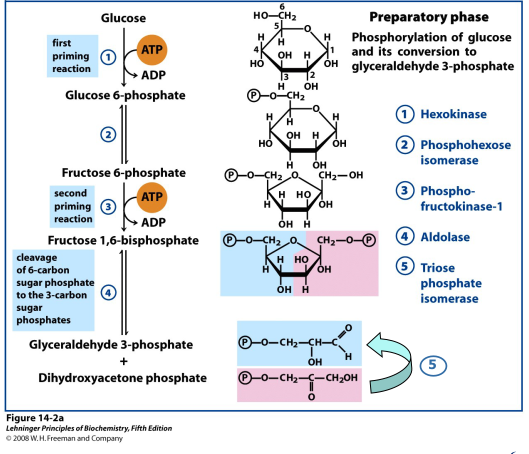 Glucose
first
priming
reaction
1
ATP
ADP
Glucose 6-phosphate
2
Fructose 6-phosphate
second
priming
reaction
3
ATP
ADP
Fructose 1,6-bisphosphate
cleavage
of 6-carbon
sugar phosphate
to the 3-carbon
sugar
phosphates
4
Glyceraldehyde 3-phosphate
+
Dihydroxyacetone phosphate
6
HO—CH₂
5
O
H
H
H
4
1
OH
H
HO
OH
3
2
H
OH
P—O—CH₂
O
H
H
H
OH
H
HO
OH
H
OH
P—O—CH₂
O
CH₂—OH
H
H
HO
OH
OH
H
P—O—CH₂
O
CH₂—O—P
H
H
HO
OH
OH
H
P—O—CH₂—CH—C
O
H
OH
P—O—CH₂—C—CH₂OH
O
5
Preparatory phase
Phosphorylation of glucose
and its conversion to
glyceraldehyde 3-phosphate
1 Hexokinase
2 Phosphohexose
isomerase
3 Phospho-
fructokinase-1
4 Aldolase
5 Triose
phosphate
isomerase
Figure 14-2a
Lehninger Principles of Biochemistry, Fifth Edition
© 2008 W. H. Freeman and Company